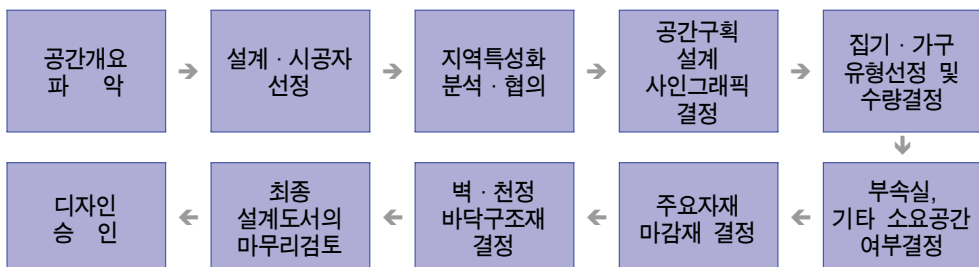 공간개요
파 악
설계 · 시공자
선정
지역특성화
분석 · 협의
공간구획
설계
사인그래픽
결정
집기 · 가구
유형선정 및
수량결정
부속실,
기타 소요공간
여부결정
주요자재
마감재 결정
벽 · 천정
바닥구조재
결정
최종
설계도서의
마무리검토
디자인
승 인